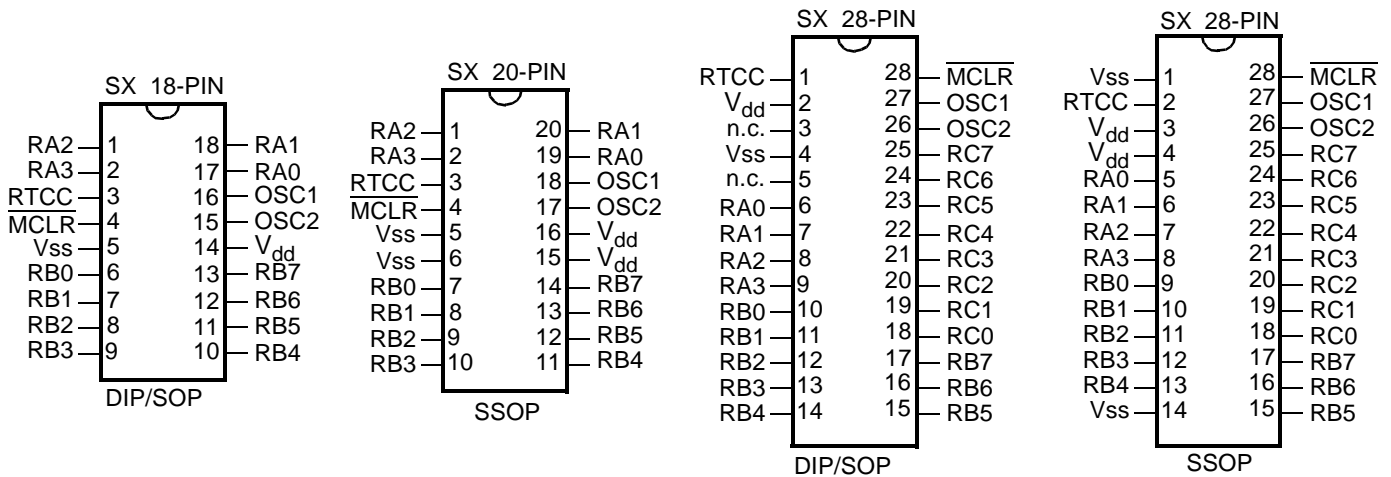 SX 18-PIN
RA2 1 18 RA1
RA3 2 17 RA0
RTCC 3 16 OSC1
MCLR 4 15 OSC2
Vss 5 14 Vdd
RB0 6 13 RB7
RB1 7 12 RB6
RB2 8 11 RB5
RB3 9 10 RB4
DIP/SOP
SX 20-PIN
RA2 1 20 RA1
RA3 2 19 RA0
RTCC 3 18 OSC1
MCLR 4 17 OSC2
Vss 5 16 Vdd
Vss 6 15 Vdd
RB0 7 14 RB7
RB1 8 13 RB6
RB2 9 12 RB5
RB3 10 11 RB4
SSOP
SX 28-PIN
RTCC 1 28 MCLR
Vdd 2 27 OSC1
n.c. 3 26 OSC2
Vss 4 25 RC7
n.c. 5 24 RC6
RA0 6 23 RC5
RA1 7 22 RC4
RA2 8 21 RC3
RA3 9 20 RC2
RB0 10 19 RC1
RB1 11 18 RC0
RB2 12 17 RB7
RB3 13 16 RB6
RB4 14 15 RB5
DIP/SOP
SX 28-PIN
Vss 1 28 MCLR
RTCC 2 27 OSC1
Vdd 3 26 OSC2
Vdd 4 25 RC7
RA0 5 24 RC6
RA1 6 23 RC5
RA2 7 22 RC4
RA3 8 21 RC3
RB0 9 20 RC2
RB1 10 19 RC1
RB2 11 18 RC0
RB3 12 17 RB7
RB4 13 16 RB6
Vss 14 15 RB5
SSOP